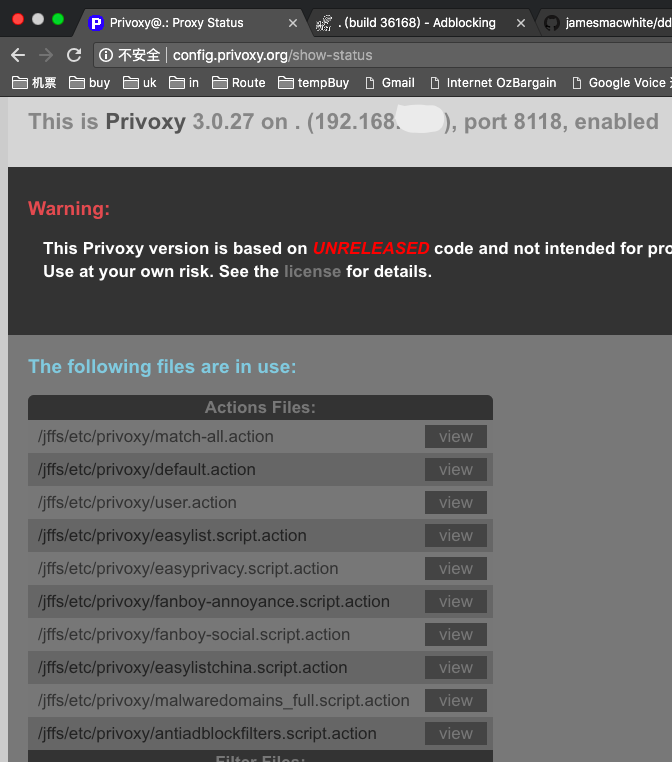 Privoxy@.: Proxy Status
. (build 36168) - Adblocking
jamesmacwhite/dd
不安全 config.privoxy.org/show-status
机票 buy uk in Route tempBuy Gmail Internet OzBargain Google Voice
This is Privoxy 3.0.27 on . (192.168. ), port 8118, enabled
Warning:
This Privoxy version is based on UNRELEASED code and not intended for pro
Use at your own risk. See the license for details.
The following files are in use:
Actions Files:
/jffs/etc/privoxy/match-all.action view
/jffs/etc/privoxy/default.action view
/jffs/etc/privoxy/user.action view
/jffs/etc/privoxy/easylist.script.action view
/jffs/etc/privoxy/easyprivacy.script.action view
/jffs/etc/privoxy/fanboy-annoyance.script.action view
/jffs/etc/privoxy/fanboy-social.script.action view
/jffs/etc/privoxy/easylistchina.script.action view
/jffs/etc/privoxy/malwaredomains_full.script.action view
/jffs/etc/privoxy/antiadblockfilters.script.action view
Filter Files: